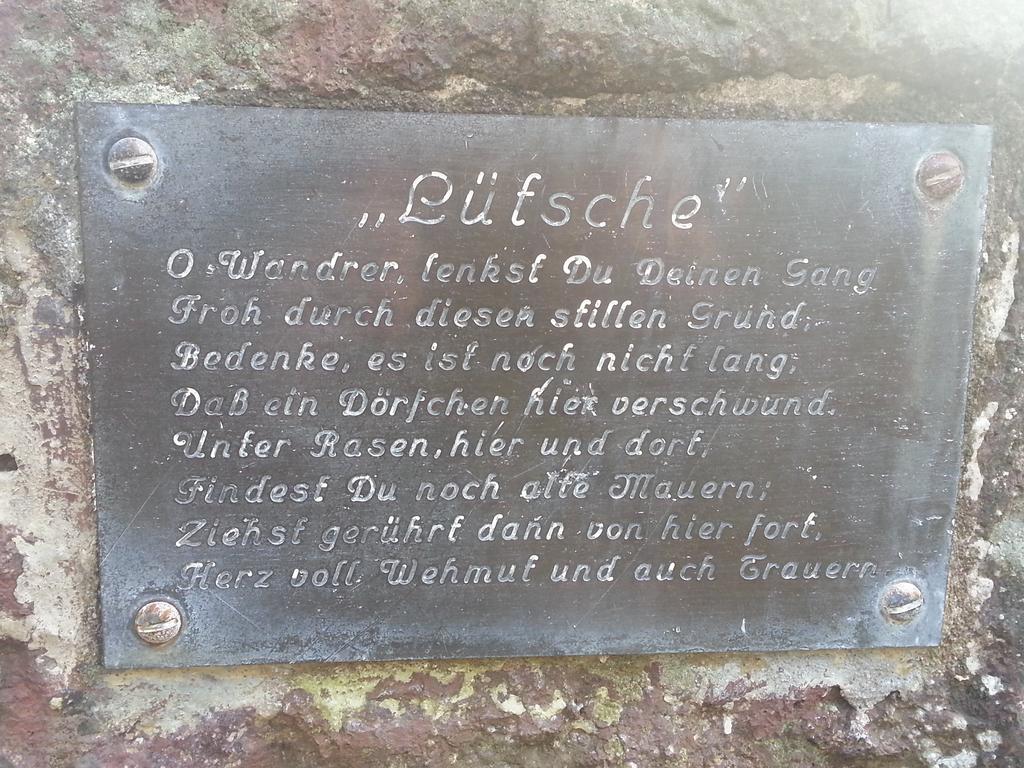 „Lütsche"
O Wandrer, lenkst Du Deinen Gang
Froh durch diesen stillen Grund,
Bedenke, es ist noch nicht lang,
Daß ein Dörfchen hier verschwund.
Unter Rasen, hier und dort,
Findest Du noch alte Mauern;
Ziehst gerührt dann von hier fort,
Herz voll Wehmut und auch Trauern